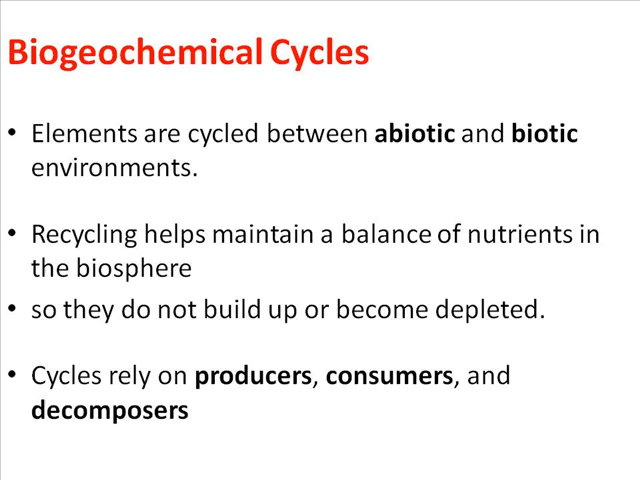 Biogeochemical Cycles
• Elements are cycled between abiotic and biotic
environments.
• Recycling helps maintain a balance of nutrients in
the biosphere
• so they do not build up or become depleted.
• Cycles rely on producers, consumers, and
decomposers